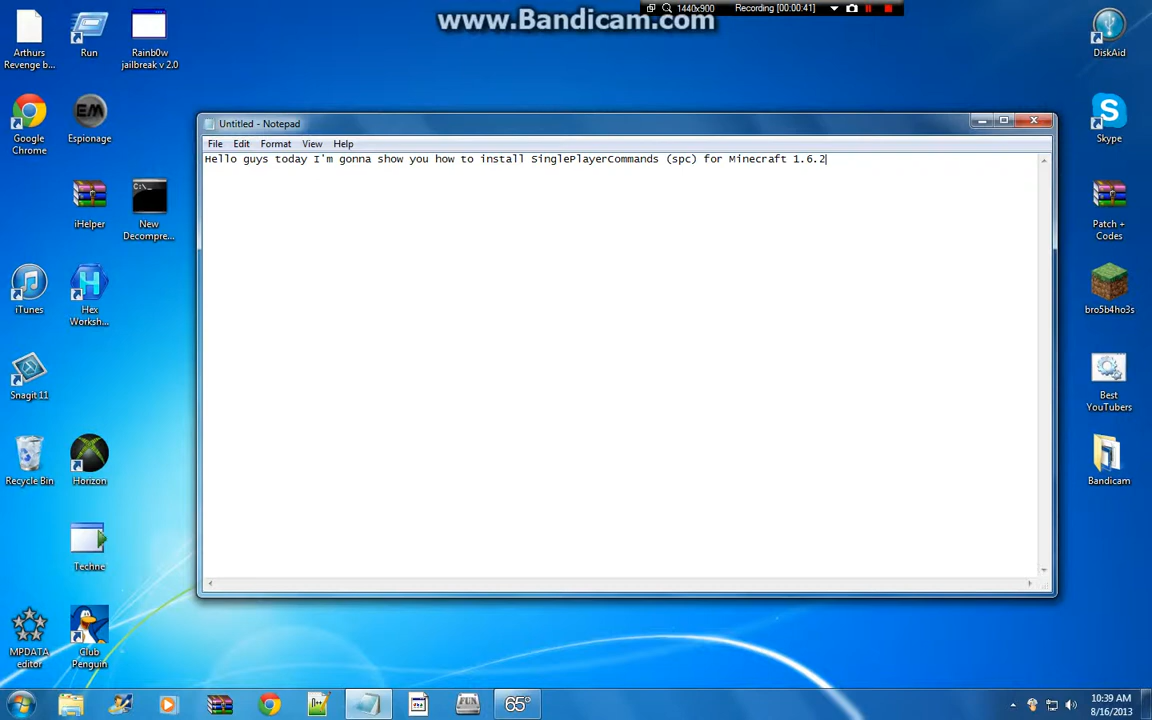 www.Bandicam.com
1440x900
Recording [00:00:41]
Arthurs
Revenge b...
Run
Rainb0w
jailbreak v 2.0
DiskAid
Google
Chrome
Espionage
Skype
iHelper
New
Decompre...
Patch +
Codes
iTunes
Hex
Worksh...
bro5b4ho3s
Snagit 11
Best
YouTubers
Recycle Bin
Horizon
Bandicam
Techne
MPDATA
editor
Club
Penguin
Untitled - Notepad
File Edit Format View Help
Hello guys today I'm gonna show you how to install SinglePlayerCommands (spc) for Minecraft 1.6.2
EM
C:\_
H
S
FUN
65°
10:39 AM
8/16/2013